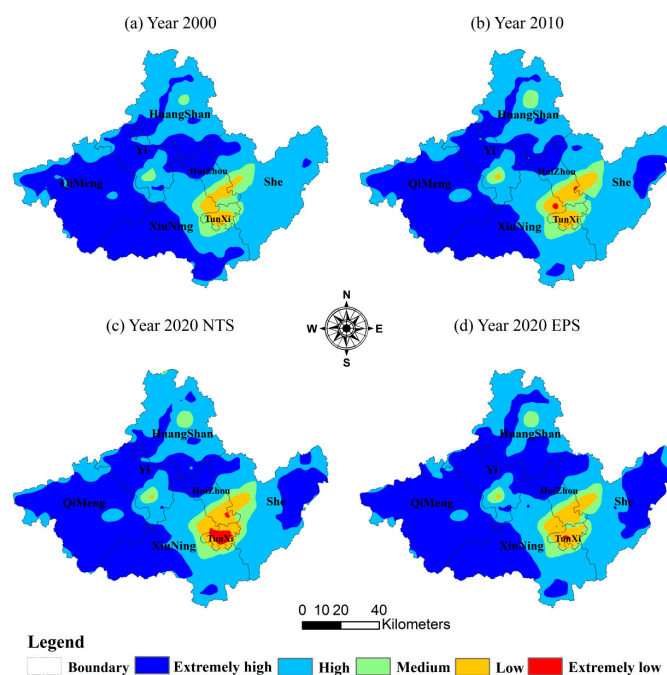 (a) Year 2000
(b) Year 2010
HuangShan
Yi
HuiZhou
QiMeng
She
TunXi
XiuNing
HuangShan
Yi
HuiZhou
QiMeng
She
TunXi
XiuNing
N
W E
S
(c) Year 2020 NTS
(d) Year 2020 EPS
HuangShan
Yi
HuiZhou
QiMeng
She
TunXi
XiuNing
HuangShan
Yi
HuiZhou
QiMeng
She
TunXi
XiuNing
0 10 20 40
Kilometers
Legend
Boundary Extremely high High Medium Low Extremely low